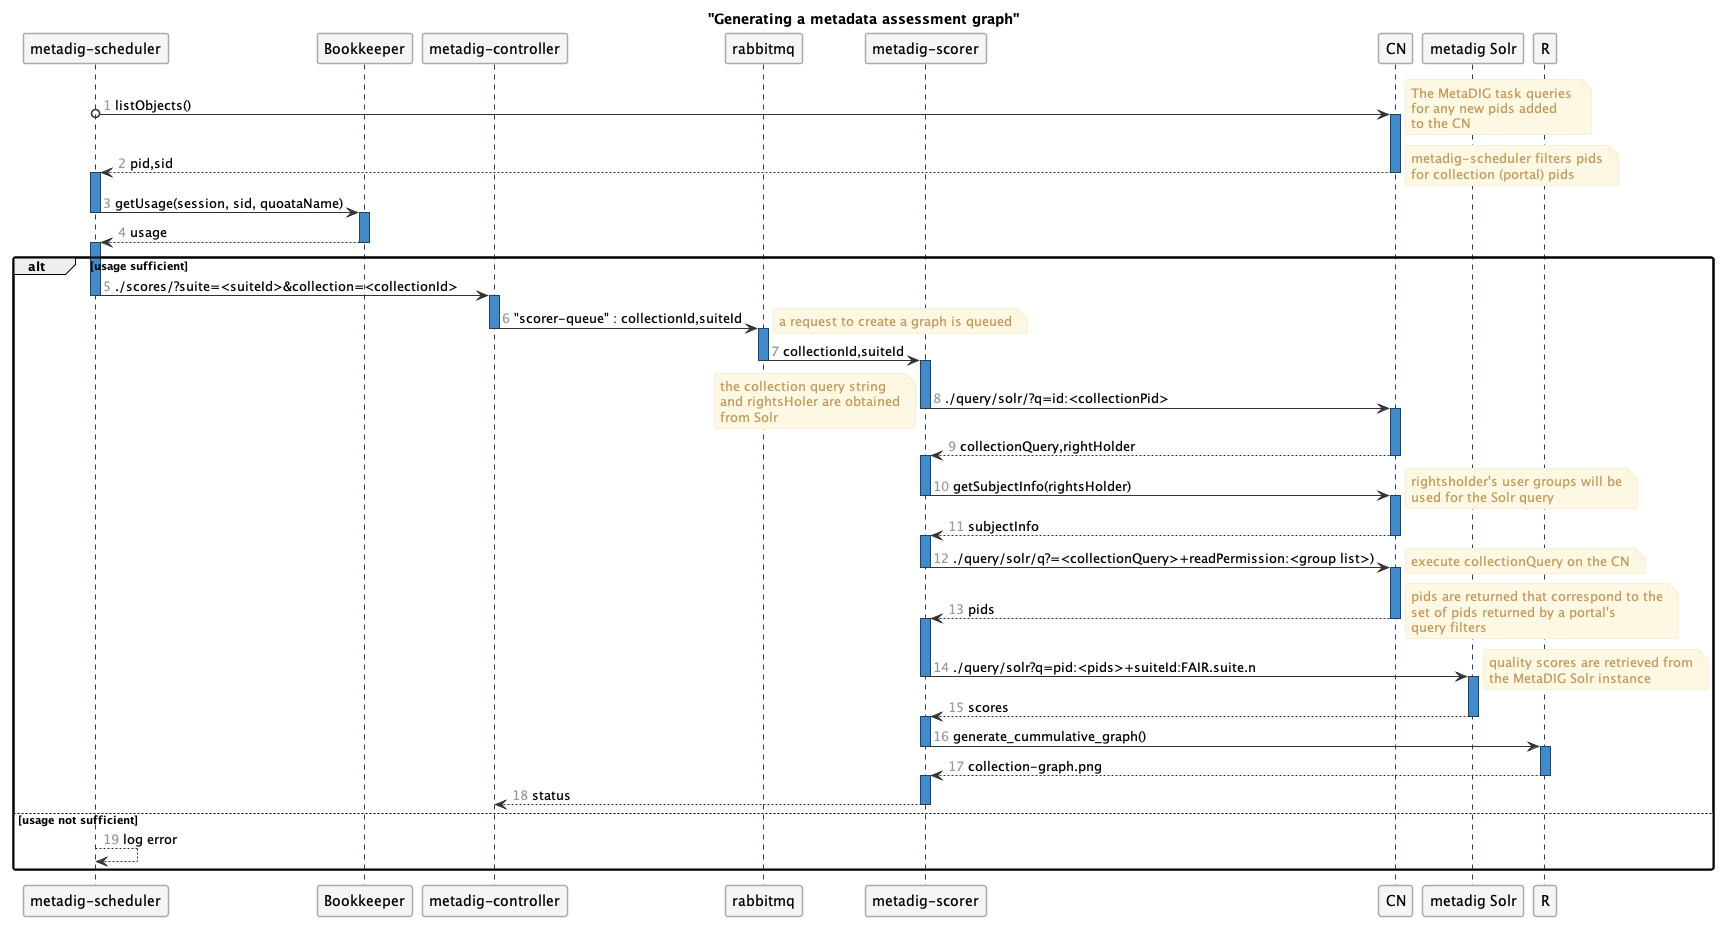 "Generating a metadata assessment graph"
metadig-scheduler
Bookkeeper
metadig-controller
rabbitmq
metadig-scorer
CN
metadig Solr
R
The MetaDIG task queries
for any new pids added
to the CN
1 listObjects()
metadig-scheduler filters pids
for collection (portal) pids
2 pid,sid
3 getUsage(session, sid, quoataName)
4 usage
alt
[usage sufficient]
5 ./scores/?suite=<suiteId>&collection=<collectionId>
6 "scorer-queue" : collectionId,suiteId
a request to create a graph is queued
7 collectionId,suiteId
the collection query string
and rightsHoler are obtained
from Solr
8 ./query/solr/?q=id:<collectionPid>
9 collectionQuery,rightHolder
10 getSubjectInfo(rightsHolder)
rightsholder's user groups will be
used for the Solr query
11 subjectInfo
12 ./query/solr/q?=<collectionQuery>+readPermission:<group list>)
execute collectionQuery on the CN
13 pids
pids are returned that correspond to the
set of pids returned by a portal's
query filters
14 ./query/solr?q=pid:<pids>+suiteId:FAIR.suite.n
quality scores are retrieved from
the MetaDIG Solr instance
15 scores
16 generate_cummulative_graph()
17 collection-graph.png
18 status
[usage not sufficient]
19 log error
metadig-scheduler
Bookkeeper
metadig-controller
rabbitmq
metadig-scorer
CN
metadig Solr
R